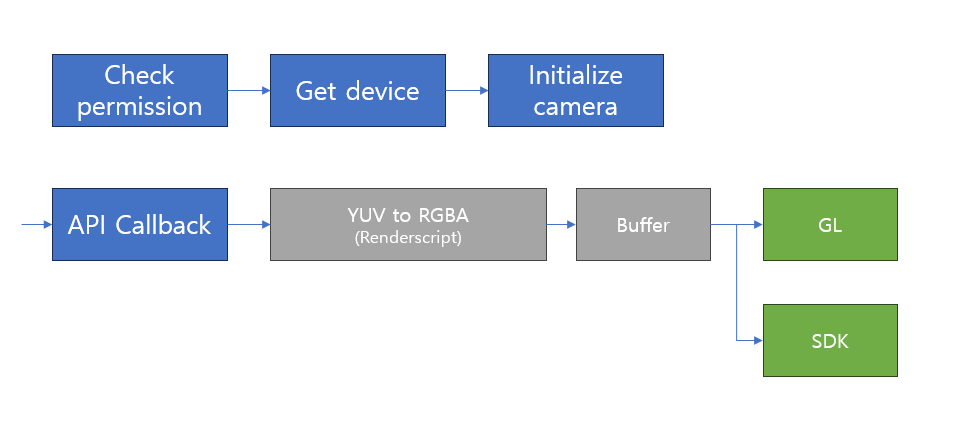 Check
permission
Get device
Initialize
camera
API Callback
YUV to RGBA
(Renderscript)
Buffer
GL
SDK